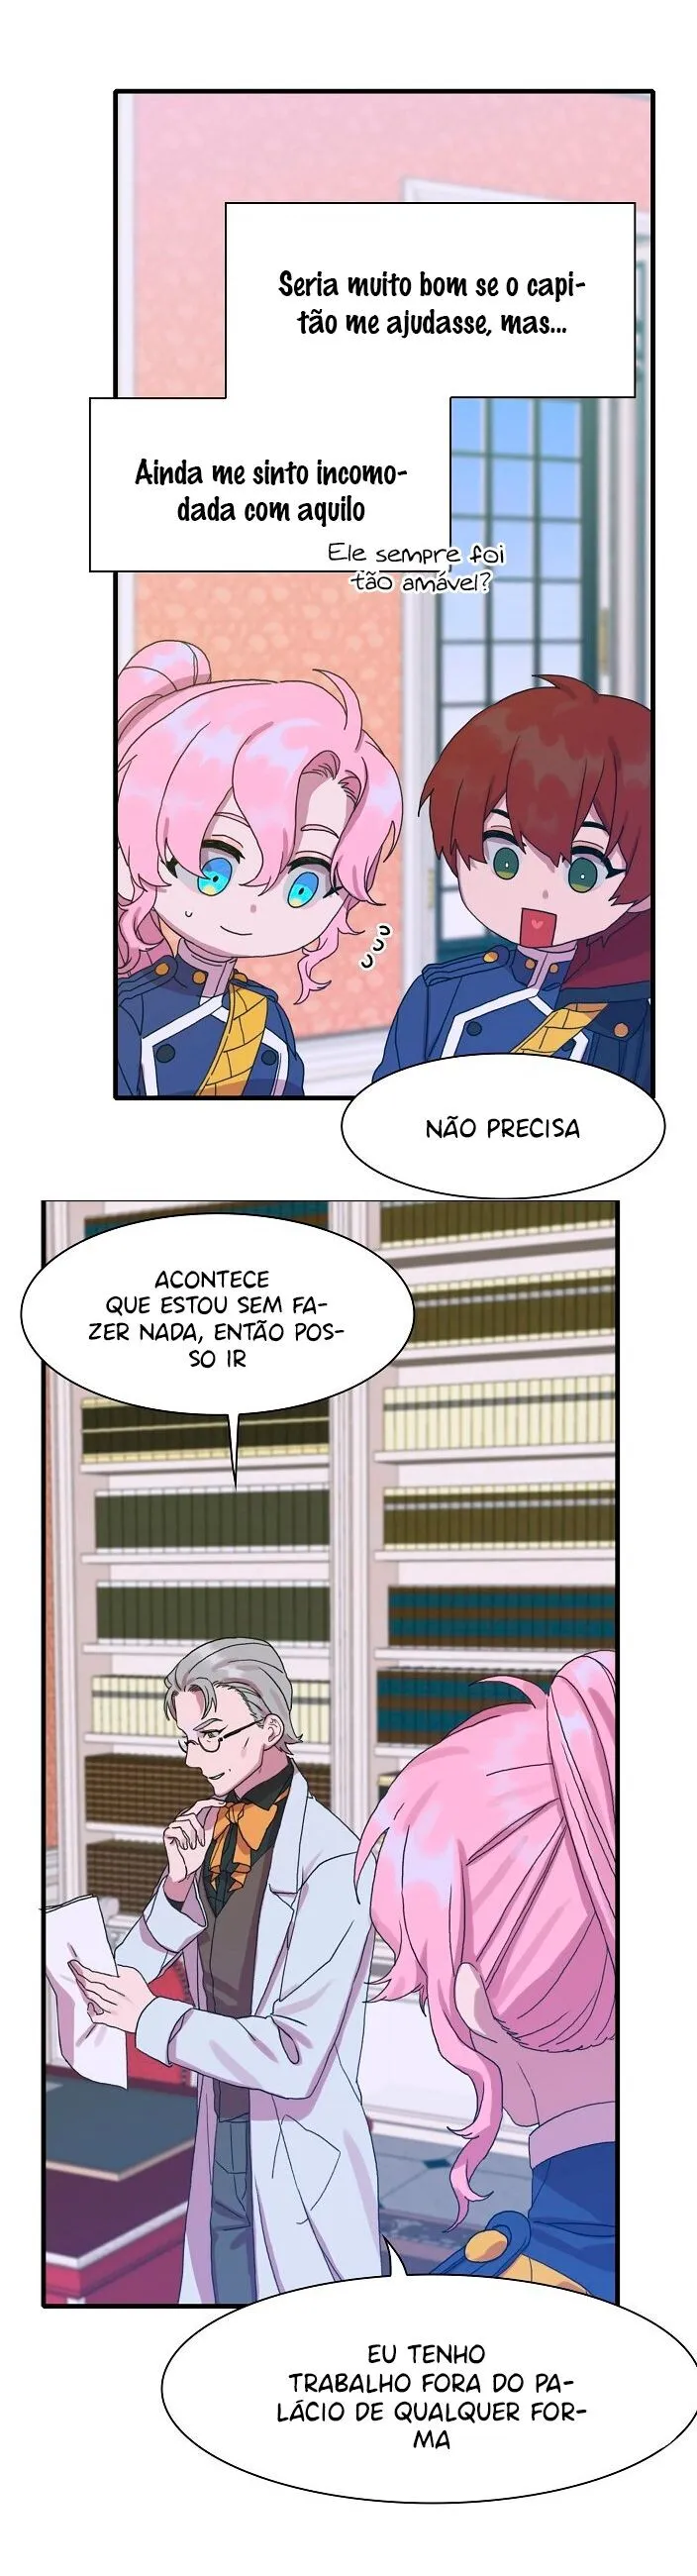 Seria muito bom se o capi-
tão me ajudasse, mas...
Ainda me sinto incomo-
dada com aquilo
Ele sempre foi
tão amável?
NÃO PRECISA
ACONTECE
QUE ESTOU SEM FA-
ZER NADA, ENTÃO POS-
SO IR
EU TENHO
TRABALHO FORA DO PA-
LÁCIO DE QUALQUER FOR-
MA